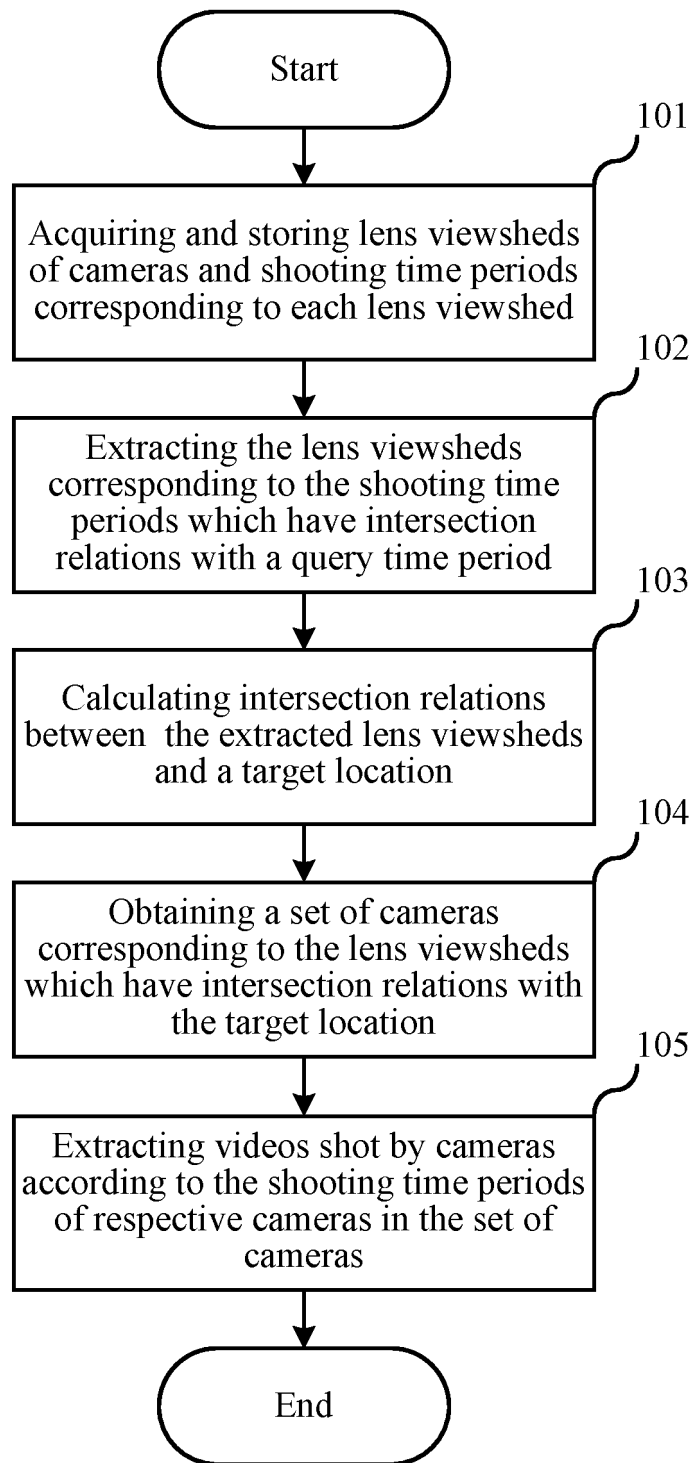 Start
101
Acquiring and storing lens viewsheds
of cameras and shooting time periods
corresponding to each lens viewshed
102
Extracting the lens viewsheds
corresponding to the shooting time
periods which have intersection
relations with a query time period
103
Calculating intersection relations
between the extracted lens viewsheds
and a target location
104
Obtaining a set of cameras
corresponding to the lens viewsheds
which have intersection relations with
the target location
105
Extracting videos shot by cameras
according to the shooting time periods
of respective cameras in the set of
cameras
End